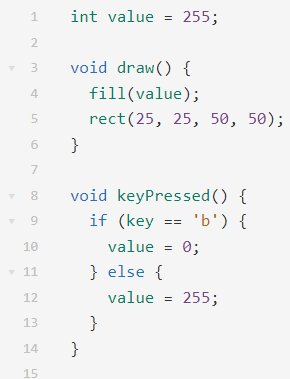 1 int value = 255;
2
3 void draw() {
4   fill(value);
5   rect(25, 25, 50, 50);
6 }
7
8 void keyPressed() {
9   if (key == 'b') {
10     value = 0;
11   } else {
12     value = 255;
13   }
14 }
15